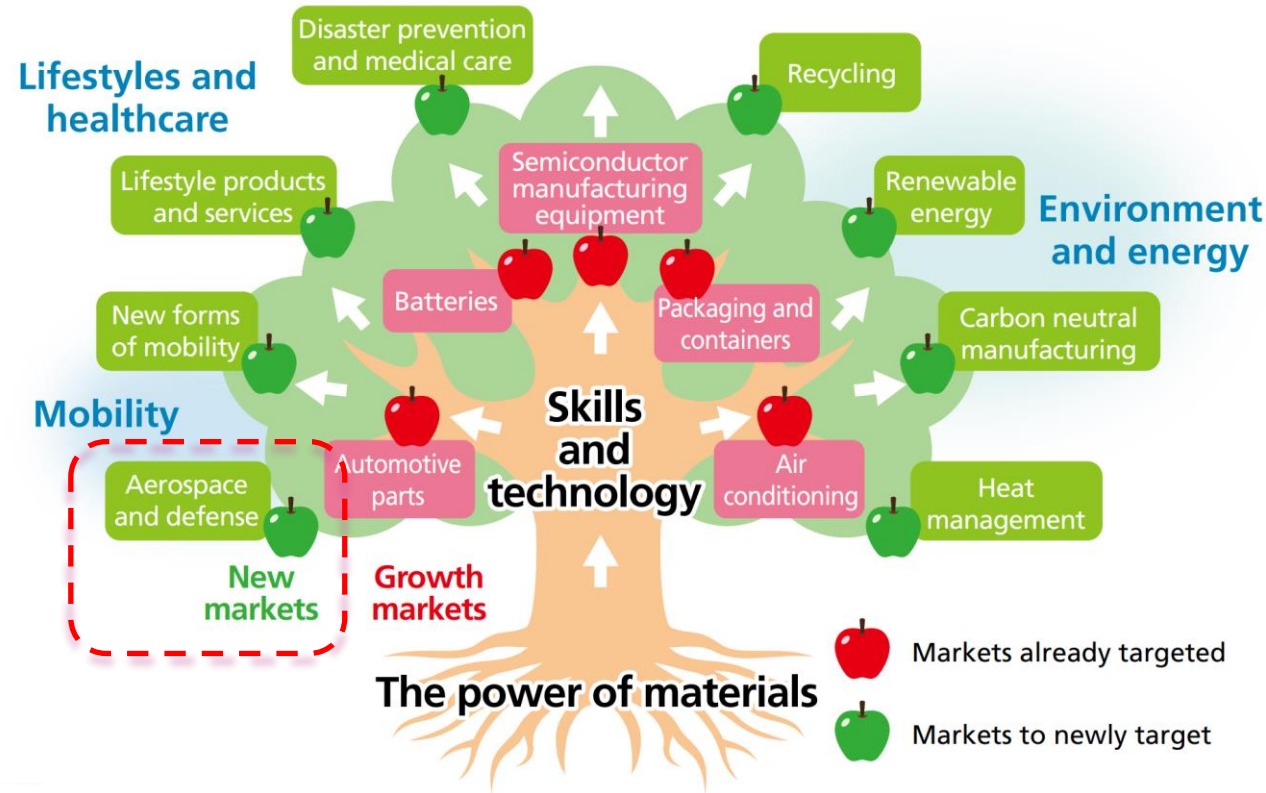 Disaster prevention
and medical care
Recycling
Lifestyles and
healthcare
Semiconductor
manufacturing
equipment
Lifestyle products
and services
Renewable
energy
Environment
and energy
Batteries
Packaging and
containers
New forms
of mobility
Carbon neutral
manufacturing
Mobility
Skills
and
technology
Aerospace
and defense
Automotive
parts
Air
conditioning
Heat
management
New
markets
Growth
markets
The power of materials
Markets already targeted
Markets to newly target